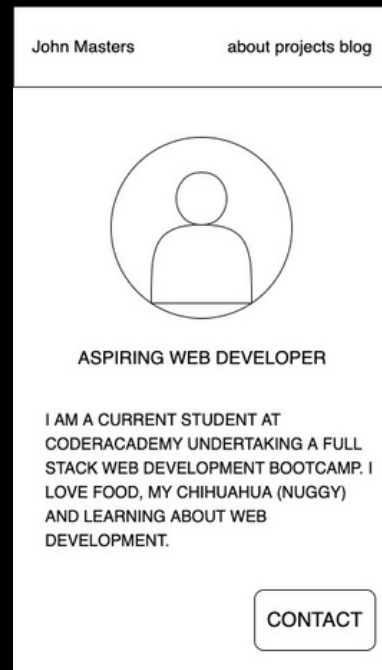 John Masters about projects blog
ASPIRING WEB DEVELOPER
I AM A CURRENT STUDENT AT
CODERACADEMY UNDERTAKING A FULL
STACK WEB DEVELOPMENT BOOTCAMP. I
LOVE FOOD, MY CHIHUAHUA (NUGGY)
AND LEARNING ABOUT WEB
DEVELOPMENT.
CONTACT